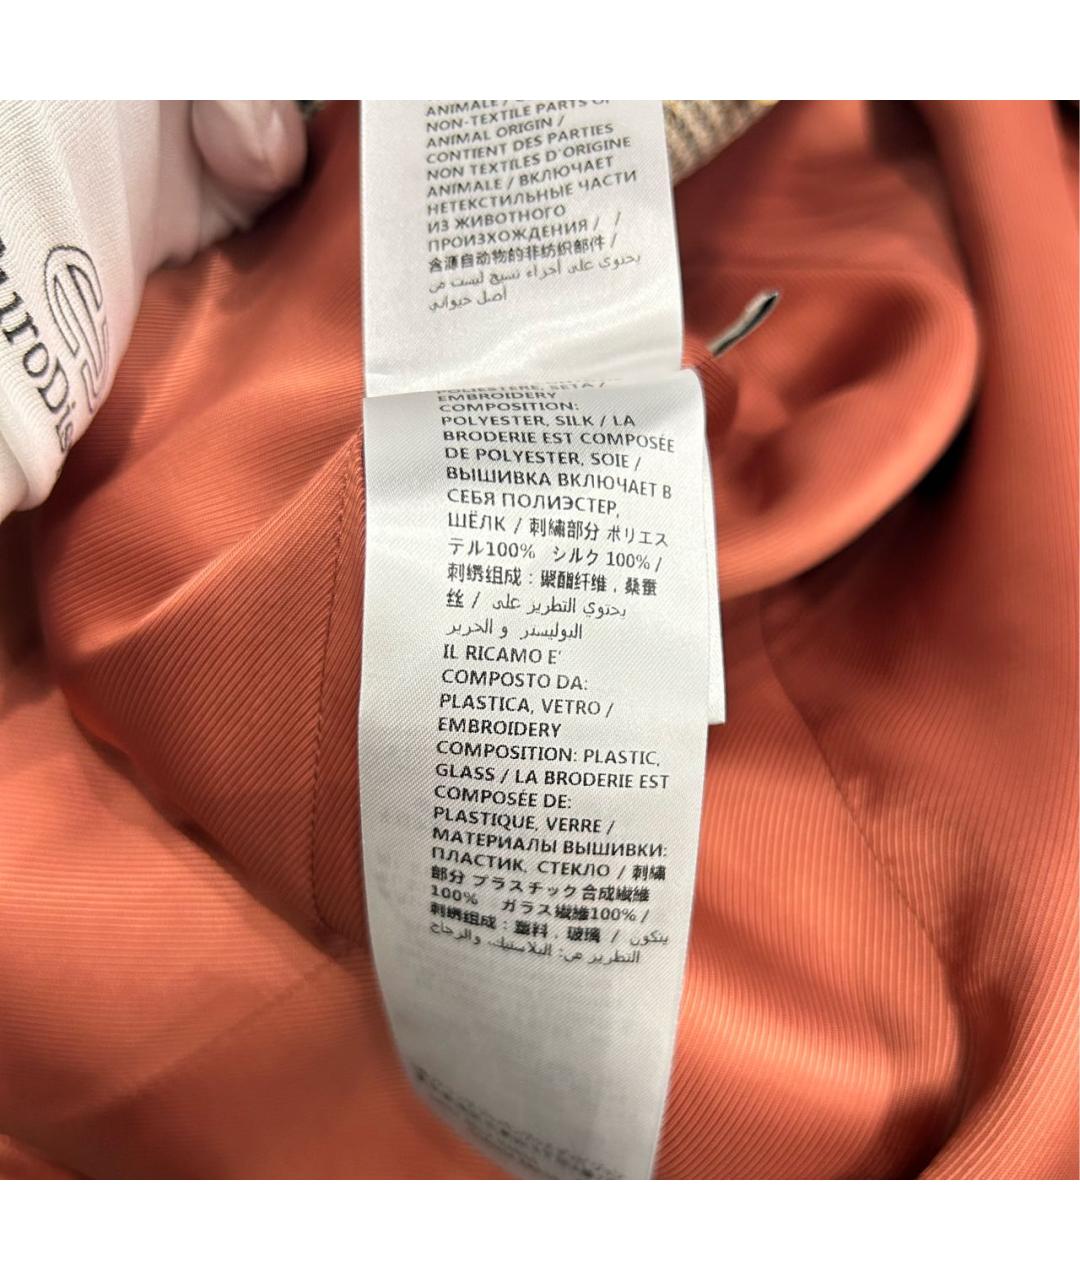 ANIMALE /
NON-TEXTILE PARTS OF
ANIMAL ORIGIN /
CONTIENT DES PARTIES
NON TEXTILES D'ORIGINE
ANIMALE / ВКЛЮЧАЕТ
НЕТЕКСТИЛЬНЫЕ ЧАСТИ
ИЗ ЖИВОТНОГО
ПРОИЗХОЖДЕНИЯ / /
含源自动物的非纺织部件 /
يحتوي على أجزاء نسيج ليست من
أصل حيواني
POLIESTERE, SETA /
EMBROIDERY
COMPOSITION:
POLYESTER, SILK / LA
BRODERIE EST COMPOSÉE
DE POLYESTER, SOIE /
ВЫШИВКА ВКЛЮЧАЕТ В
СЕБЯ ПОЛИЭСТЕР,
ШЁЛК / 刺繍部分 ポリエス
テル100% シルク 100% /
刺绣组成：聚酯纤维，桑蚕
丝 / يحتوي التطريز على
البوليستر و الحرير
IL RICAMO E'
COMPOSTO DA:
PLASTICA, VETRO /
EMBROIDERY
COMPOSITION: PLASTIC,
GLASS / LA BRODERIE EST
COMPOSÉE DE:
PLASTIQUE, VERRE /
МАТЕРИАЛЫ ВЫШИВКИ:
ПЛАСТИК, СТЕКЛО / 刺繍
部分 プラスチック合成繊維
100% ガラス繊維100% /
刺绣组成：塑料，玻璃 / يتكون
التطريز من: البلاستيك، والزجاج
uroDis